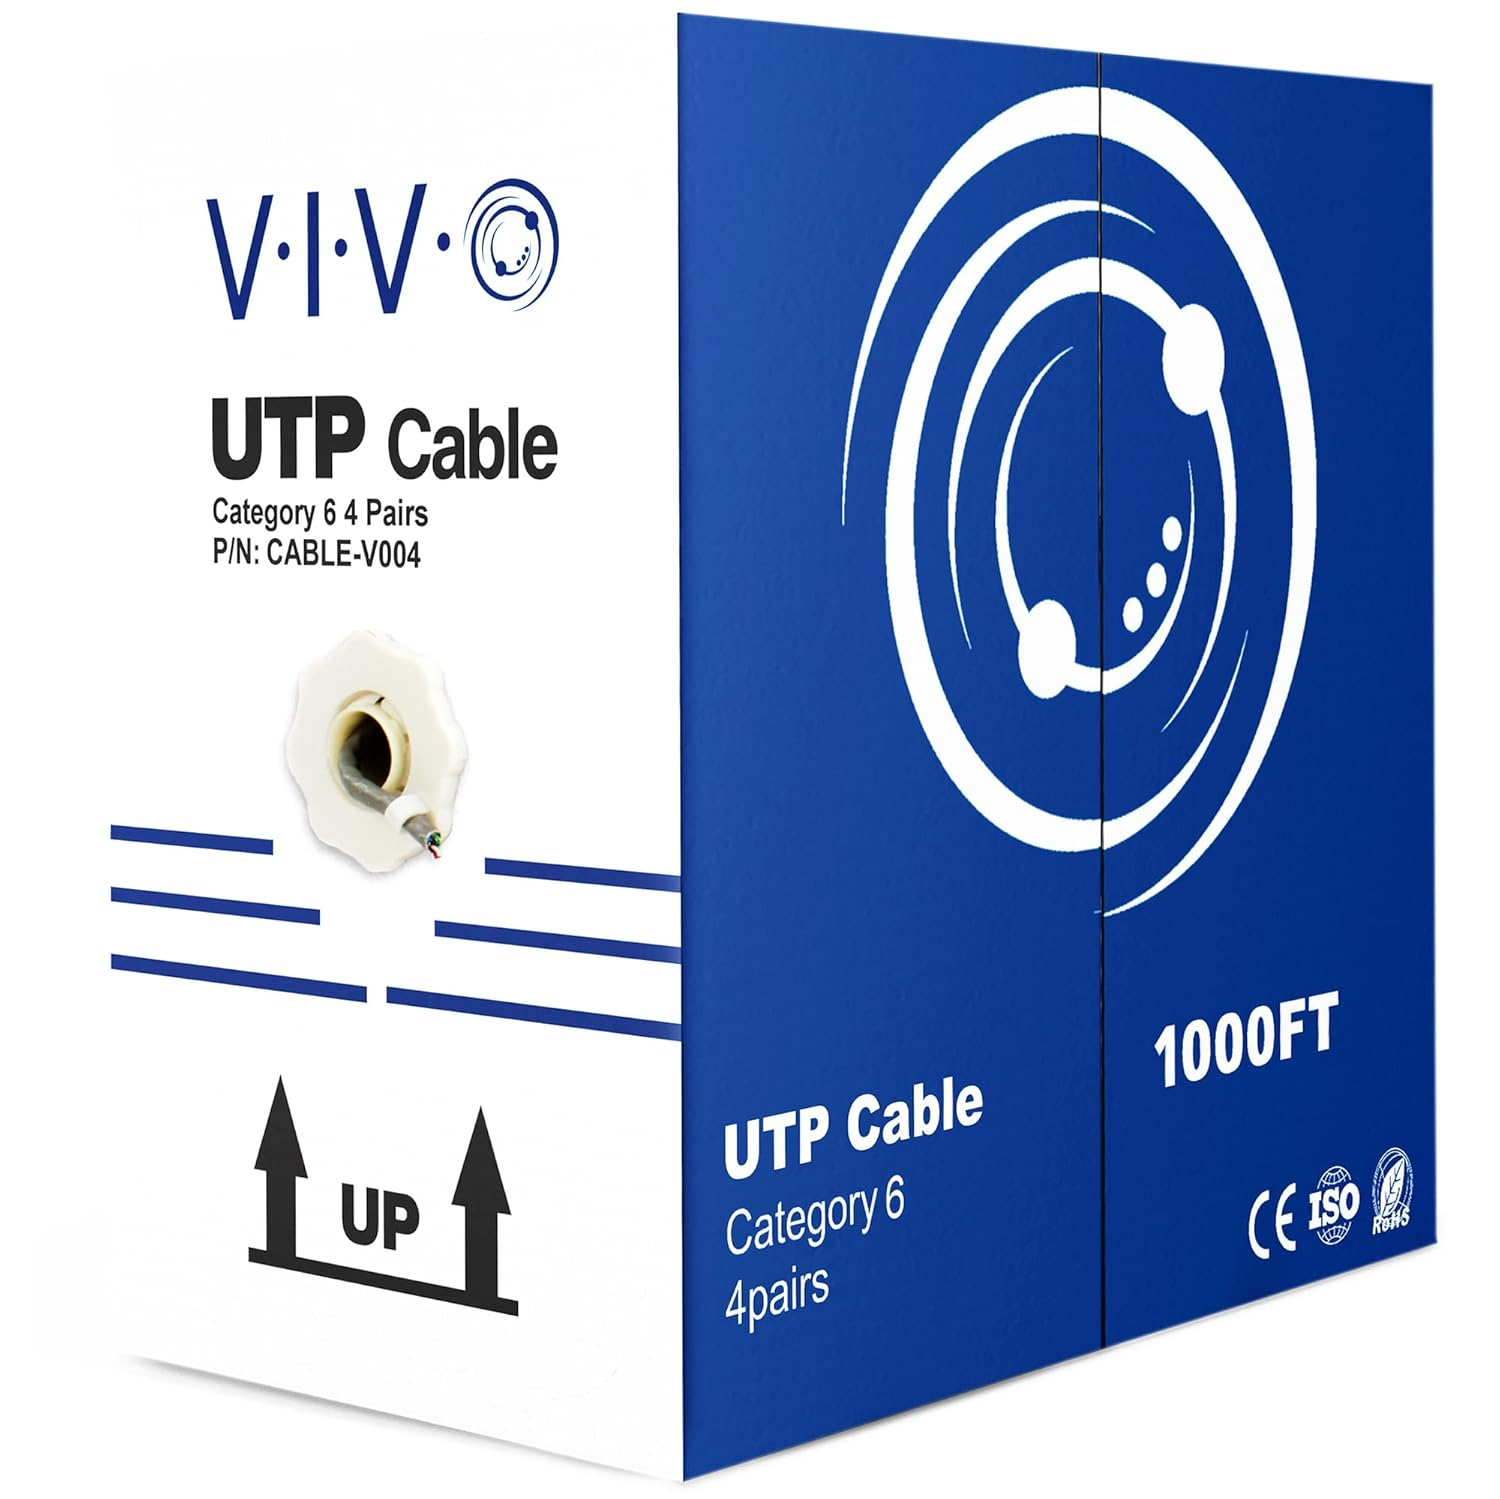 V·I·V·O
UTP Cable
Category 6 4 Pairs
P/N: CABLE-V004
UP
UTP Cable
Category 6
4pairs
1000FT
CE ISO RoHS